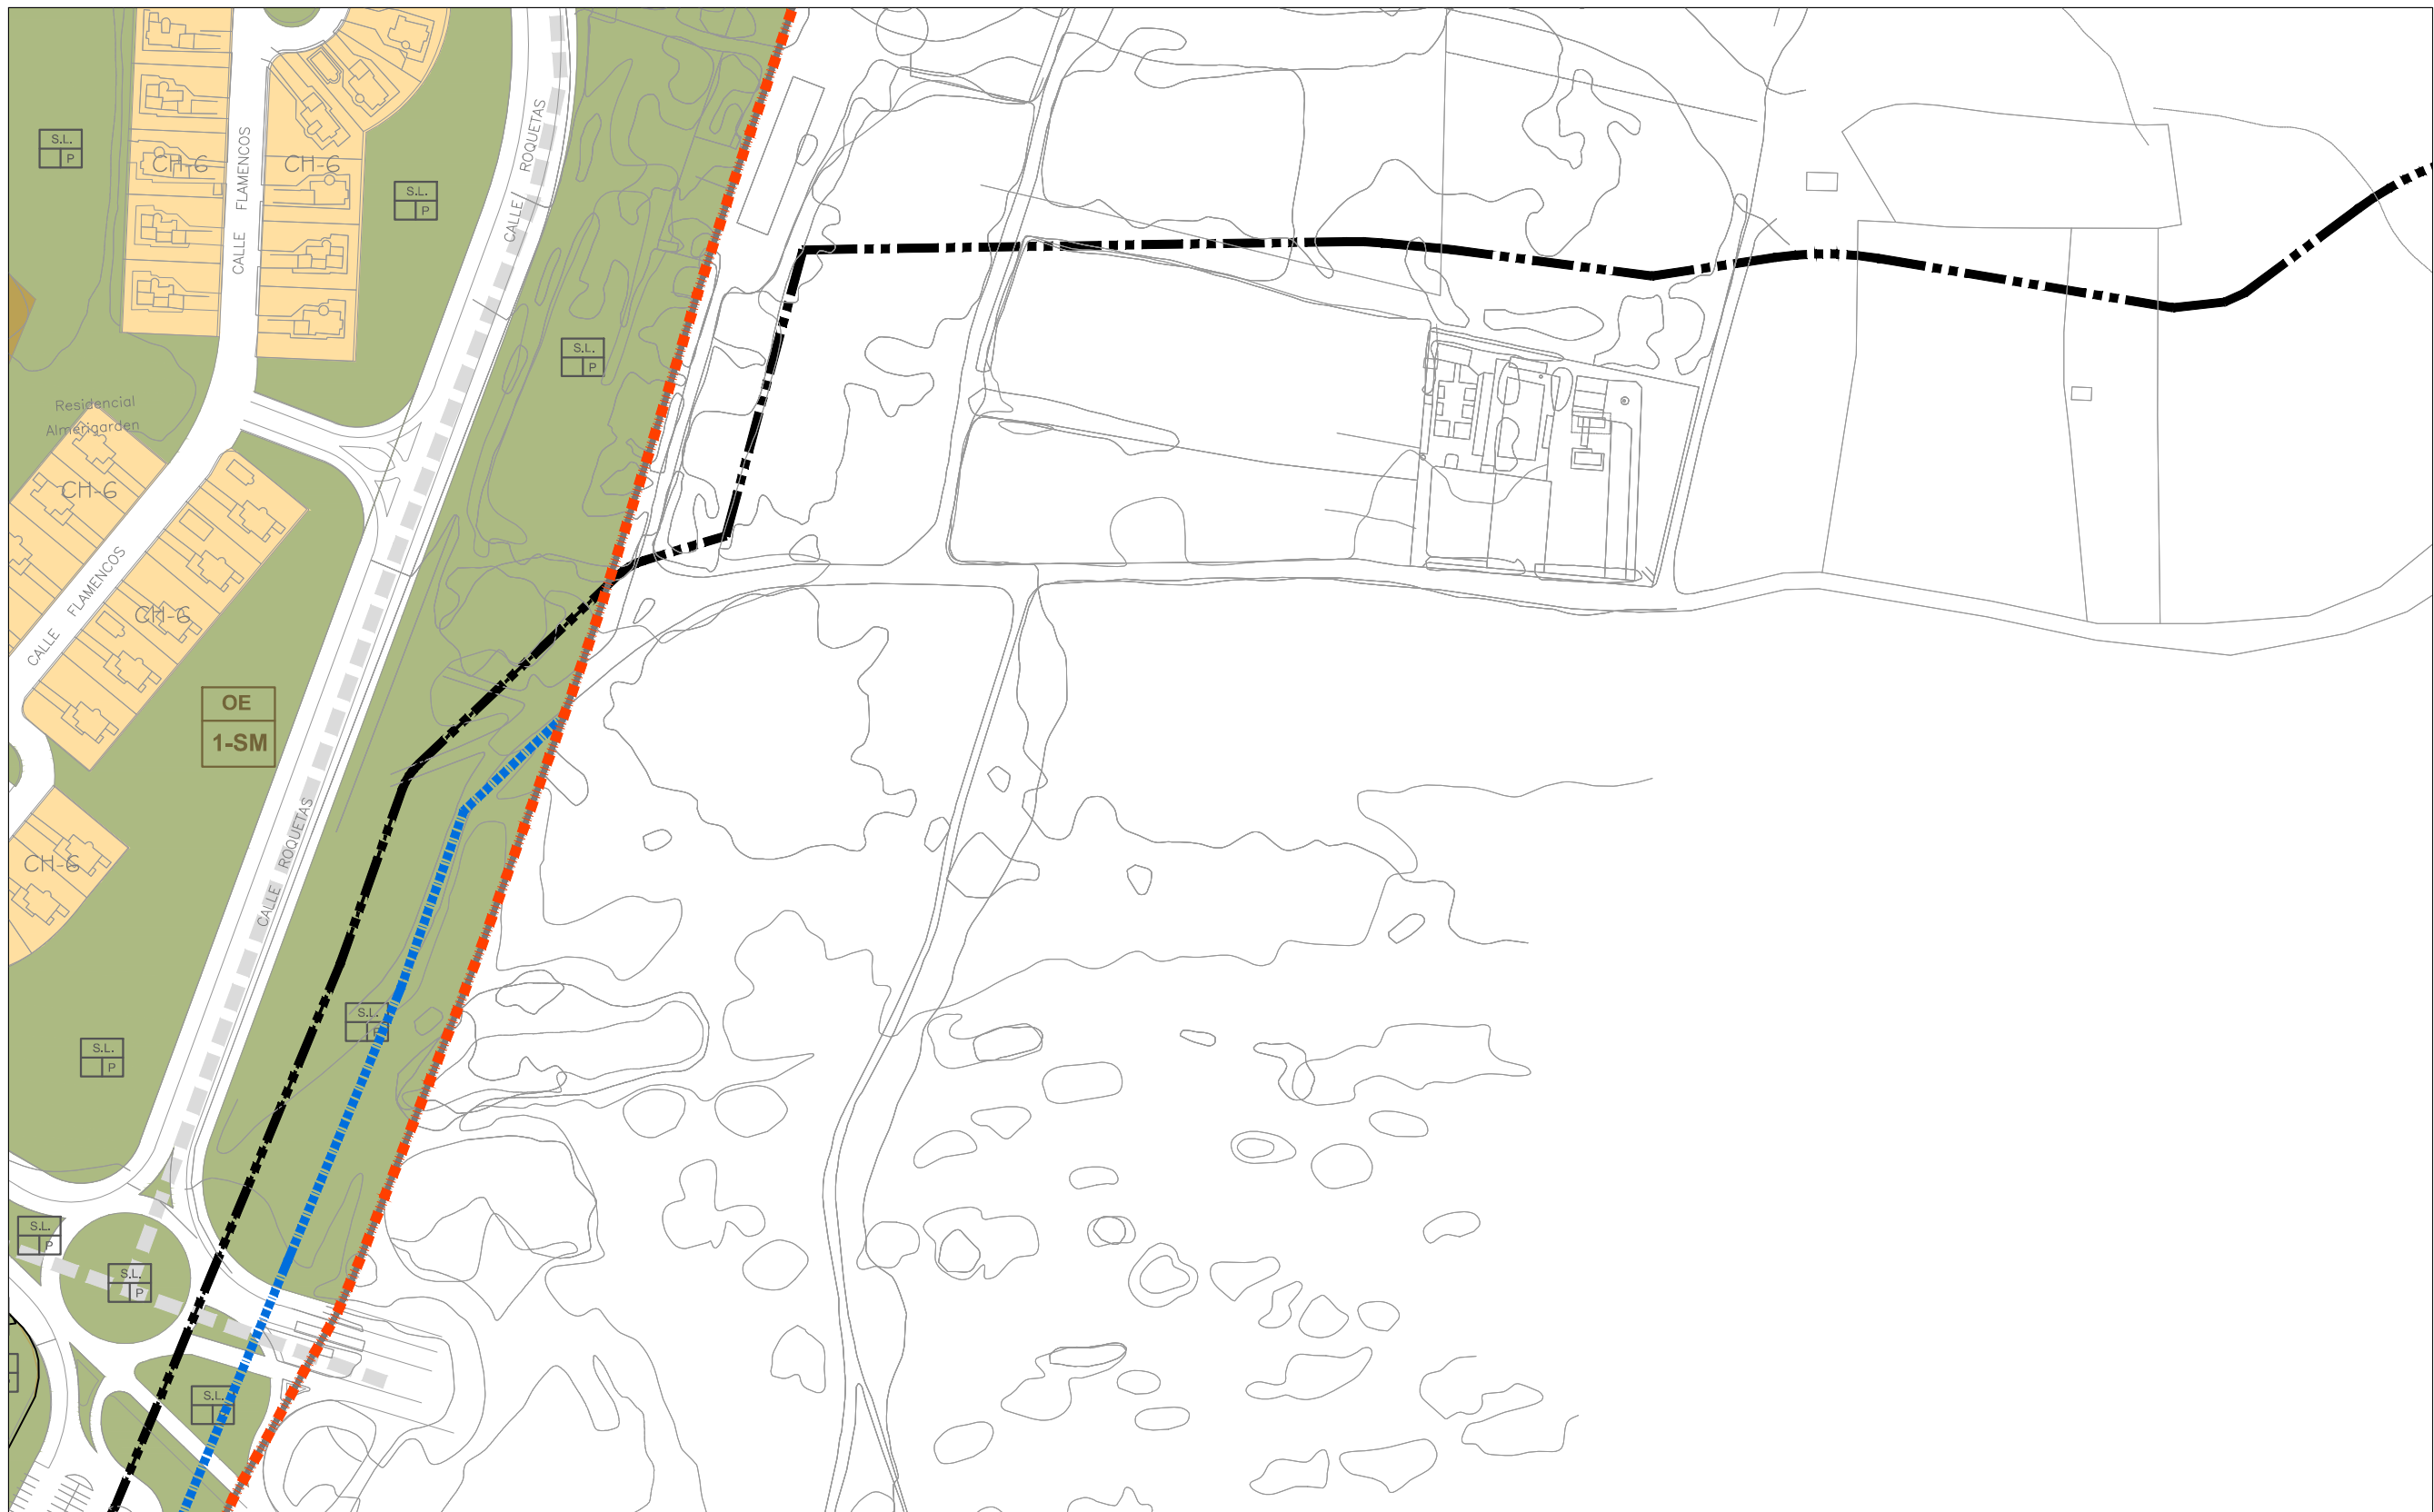 S.L.
P
CH-6
CALLE FLAMENCOS
CH-6
S.L.
P
CALLE ROQUETAS
S.L.
P
Residencial
Almerigarden
CH-6
CALLE FLAMENCOS
CH-6
OE
1-SM
CALLE ROQUETAS
CH-6
S.L.
P
S.L.
P
S.L.
P
S.L.
P
S.L.